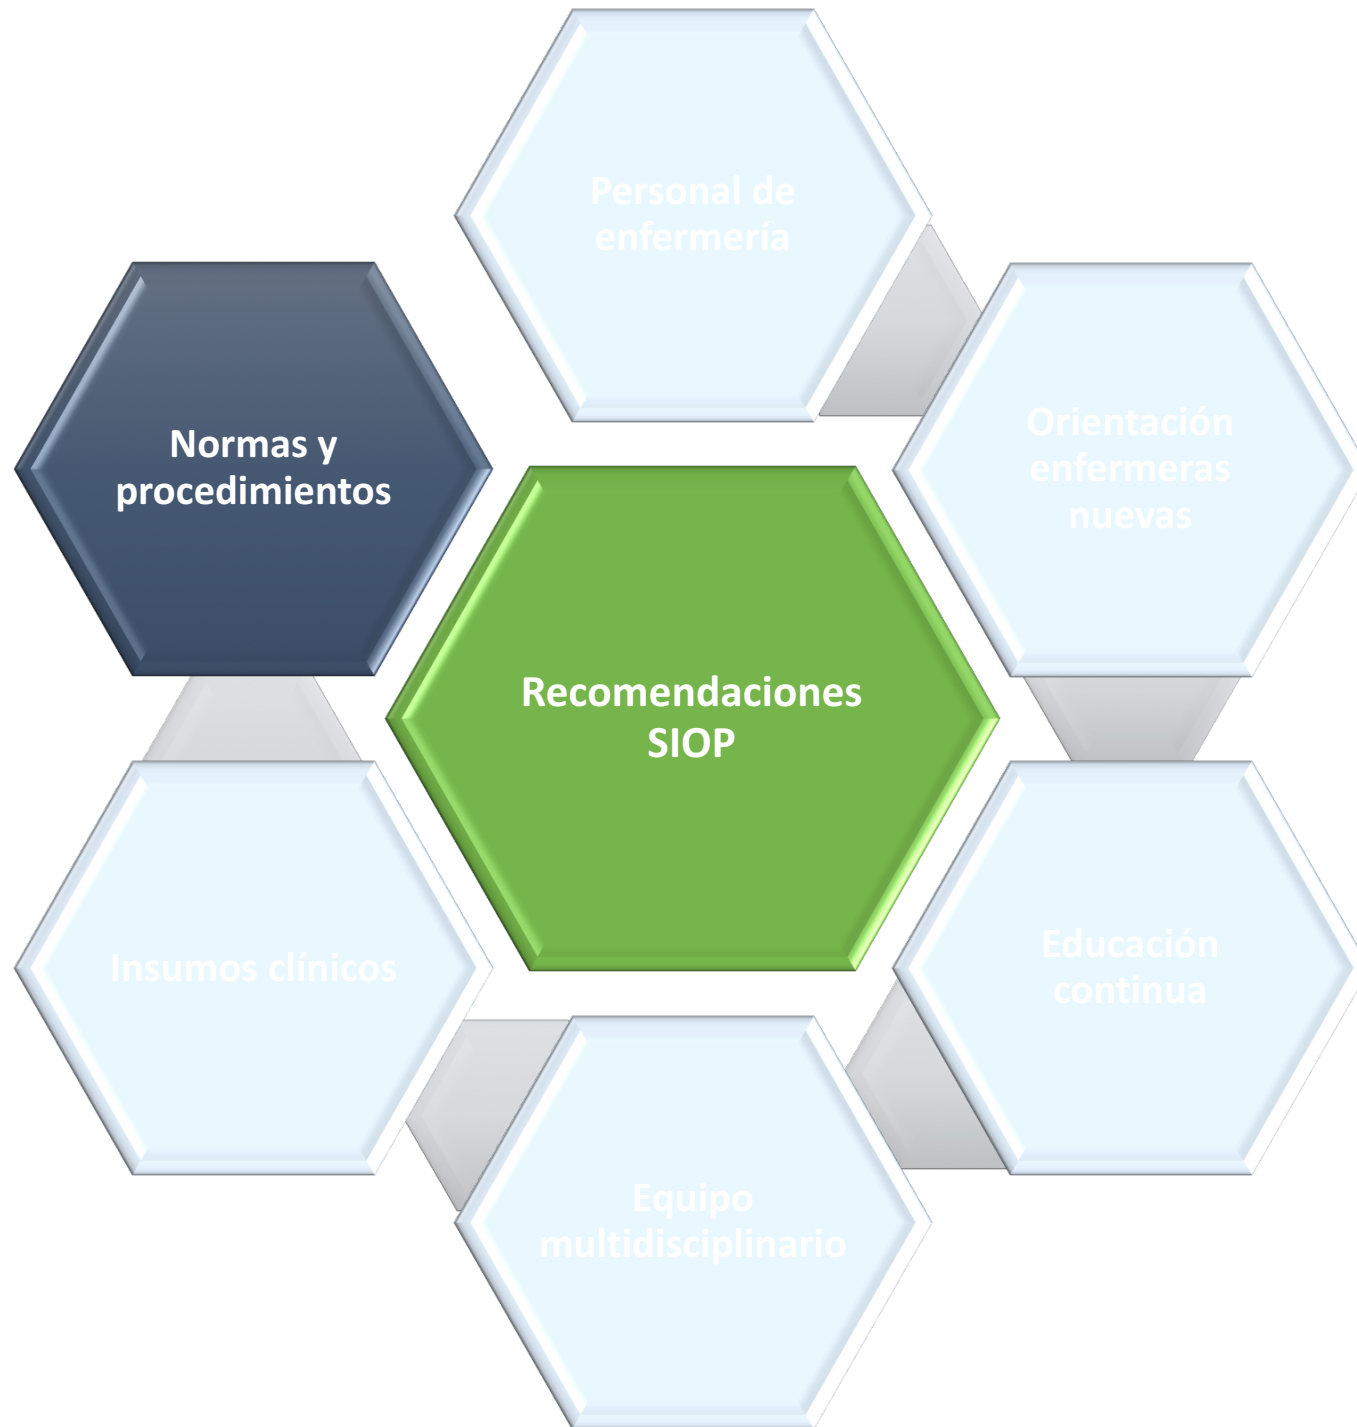 Personal de
enfermería
Normas y
procedimientos
Orientación
enfermeras
nuevas
Recomendaciones
SIOP
Insumos clínicos
Educación
continua
Equipo
multidisciplinario